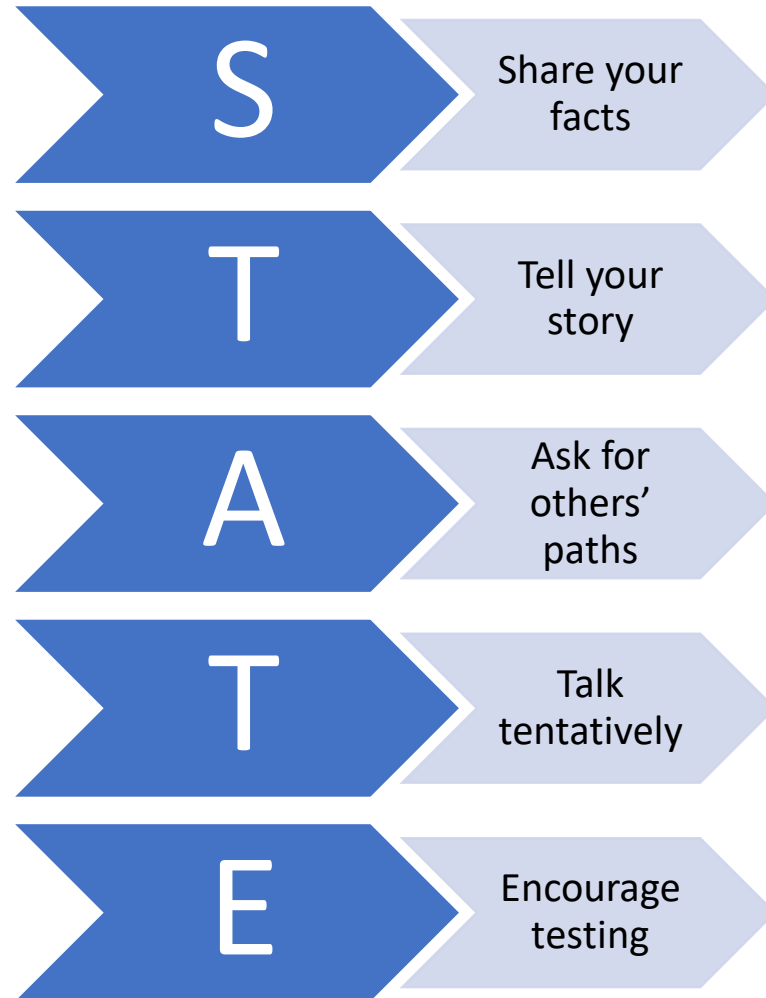 S
Share your
facts
T
Tell your
story
A
Ask for
others’
paths
T
Talk
tentatively
E
Encourage
testing